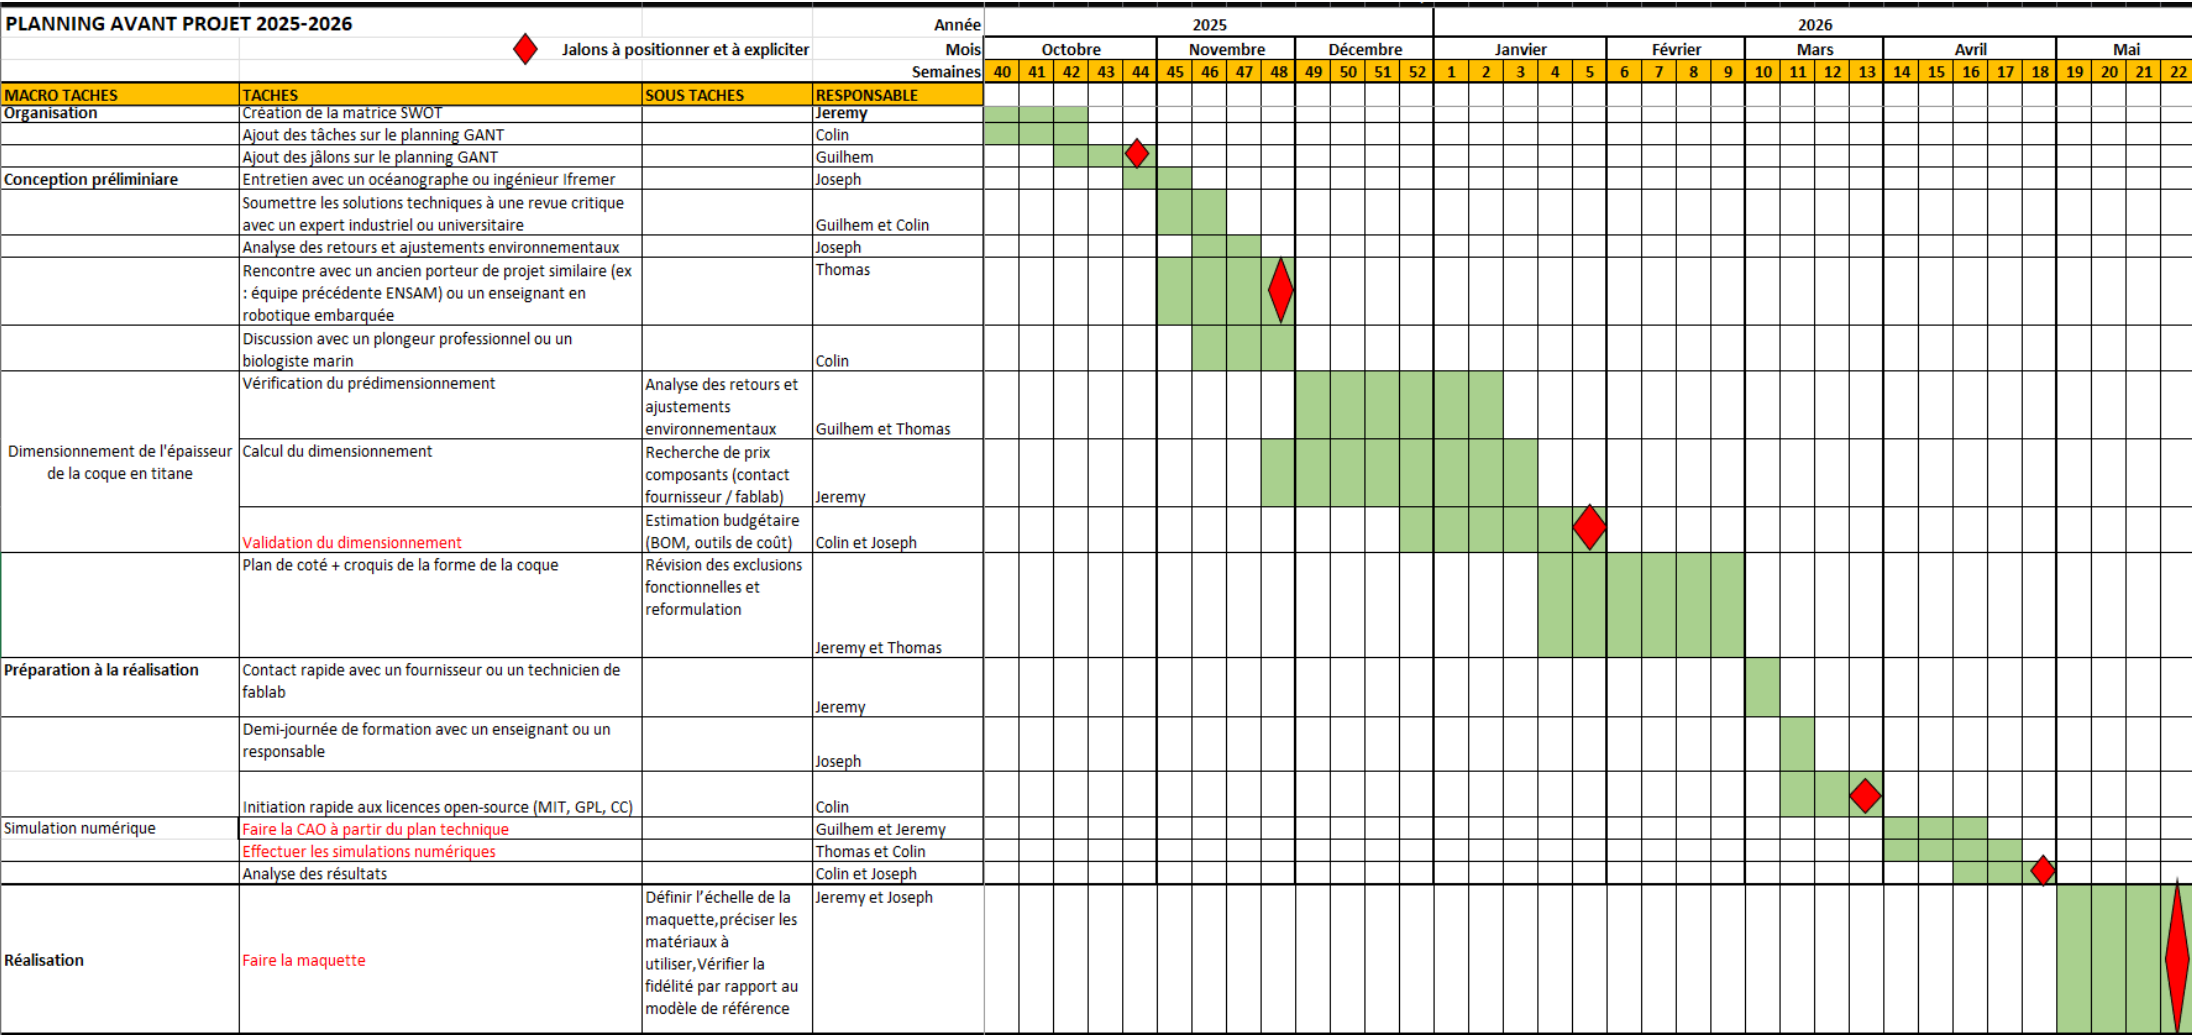 PLANNING AVANT PROJET 2025-2026 Année 2025 2026
Jalons à positionner et à expliciter Mois Octobre Novembre Décembre Janvier Février Mars Avril Mai
Semaines 40 41 42 43 44 45 46 47 48 49 50 51 52 1 2 3 4 5 6 7 8 9 10 11 12 13 14 15 16 17 18 19 20 21 22
MACRO TACHES TACHES SOUS TACHES RESPONSABLE
Organisation Création de la matrice SWOT Jeremy
Ajout des tâches sur le planning GANT Colin
Ajout des jâlons sur le planning GANT Guilhem
Conception préliminiare Entretien avec un océanographe ou ingénieur Ifremer Joseph
Soumettre les solutions techniques à une revue critique
avec un expert industriel ou universitaire Guilhem et Colin
Analyse des retours et ajustements environnementaux Joseph
Rencontre avec un ancien porteur de projet similaire (ex Thomas
: équipe précédente ENSAM) ou un enseignant en
robotique embarquée
Discussion avec un plongeur professionnel ou un
biologiste marin Colin
Dimensionnement de l'épaisseur
de la coque en titane
Vérification du prédimensionnement Analyse des retours et
ajustements
environnementaux Guilhem et Thomas
Calcul du dimensionnement Recherche de prix
composants (contact
fournisseur / fablab) Jeremy
Estimation budgétaire
Validation du dimensionnement (BOM, outils de coût) Colin et Joseph
Plan de coté + croquis de la forme de la coque Révision des exclusions
fonctionnelles et
reformulation
Jeremy et Thomas
Préparation à la réalisation Contact rapide avec un fournisseur ou un technicien de
fablab
Jeremy
Demi-journée de formation avec un enseignant ou un
responsable
Joseph
Initiation rapide aux licences open-source (MIT, GPL, CC) Colin
Simulation numérique Faire la CAO à partir du plan technique Guilhem et Jeremy
Effectuer les simulations numériques Thomas et Colin
Analyse des résultats Colin et Joseph
Réalisation Faire la maquette
Définir l'échelle de la Jeremy et Joseph
maquette,préciser les
matériaux à
utiliser,Vérifier la
fidélité par rapport au
modèle de référence